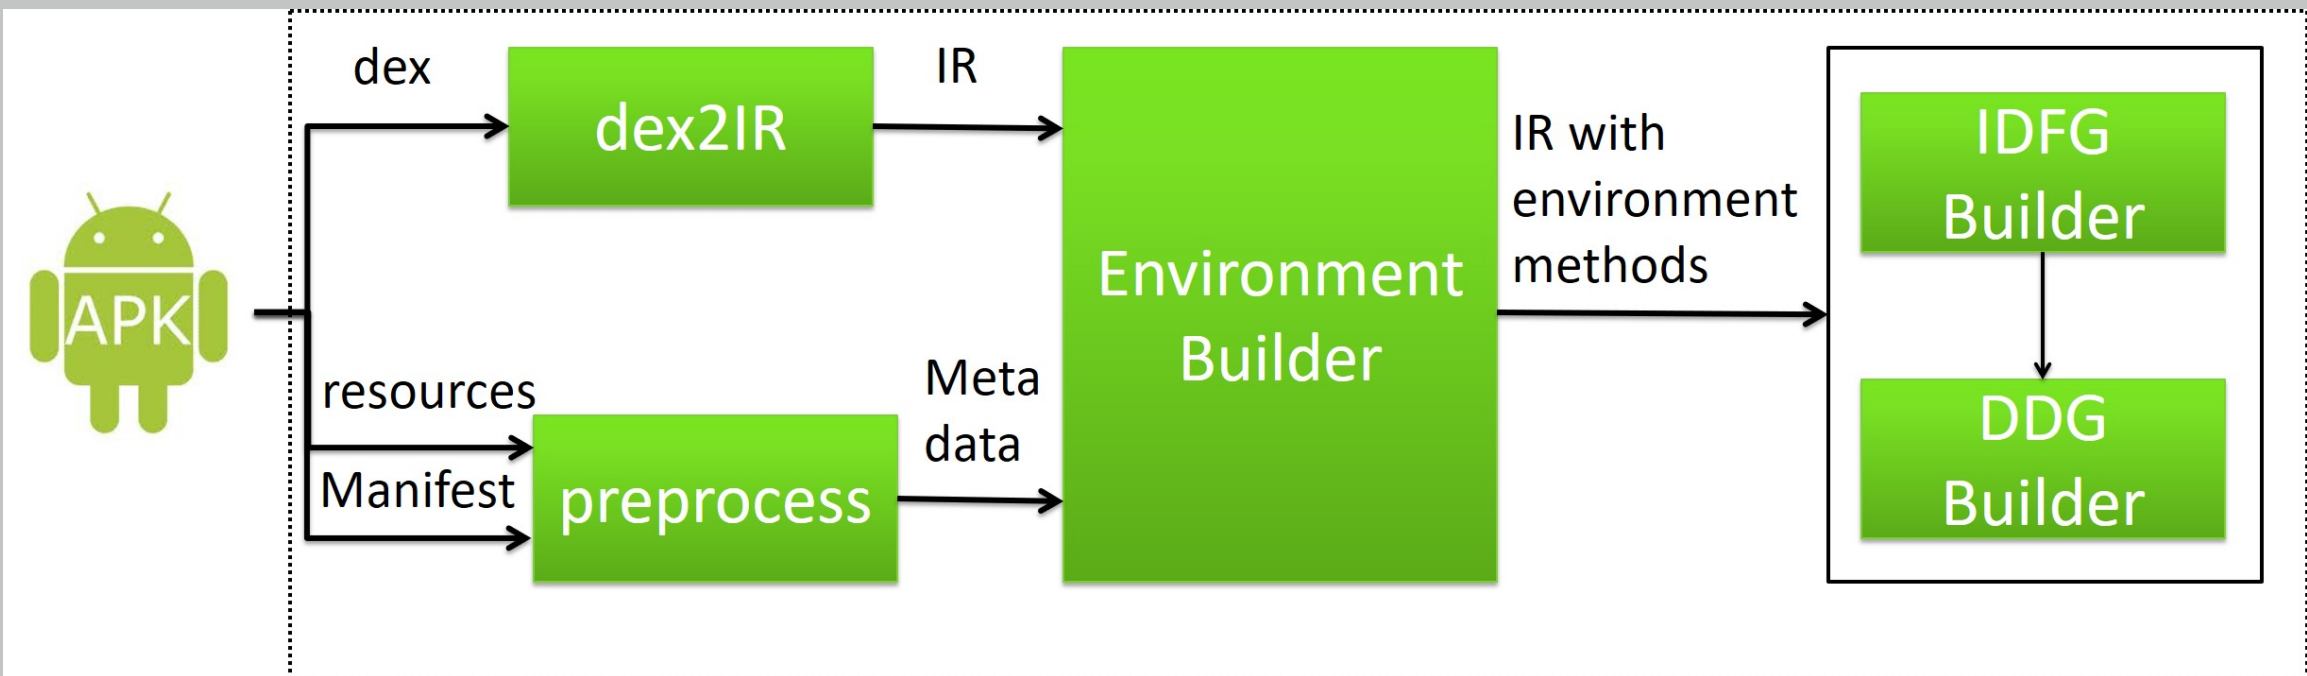 APK
dex
dex2IR
IR
resources
Manifest
preprocess
Meta
data
Environment
Builder
IR with
environment
methods
IDFG
Builder
DDG
Builder